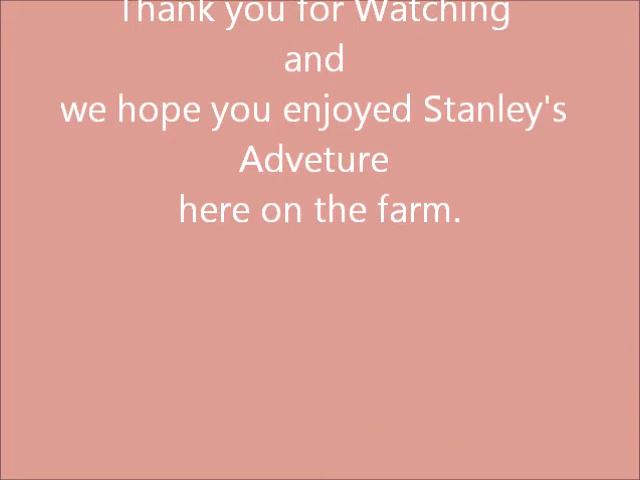 Thank you for Watching
and
we hope you enjoyed Stanley's
Adveture
here on the farm.